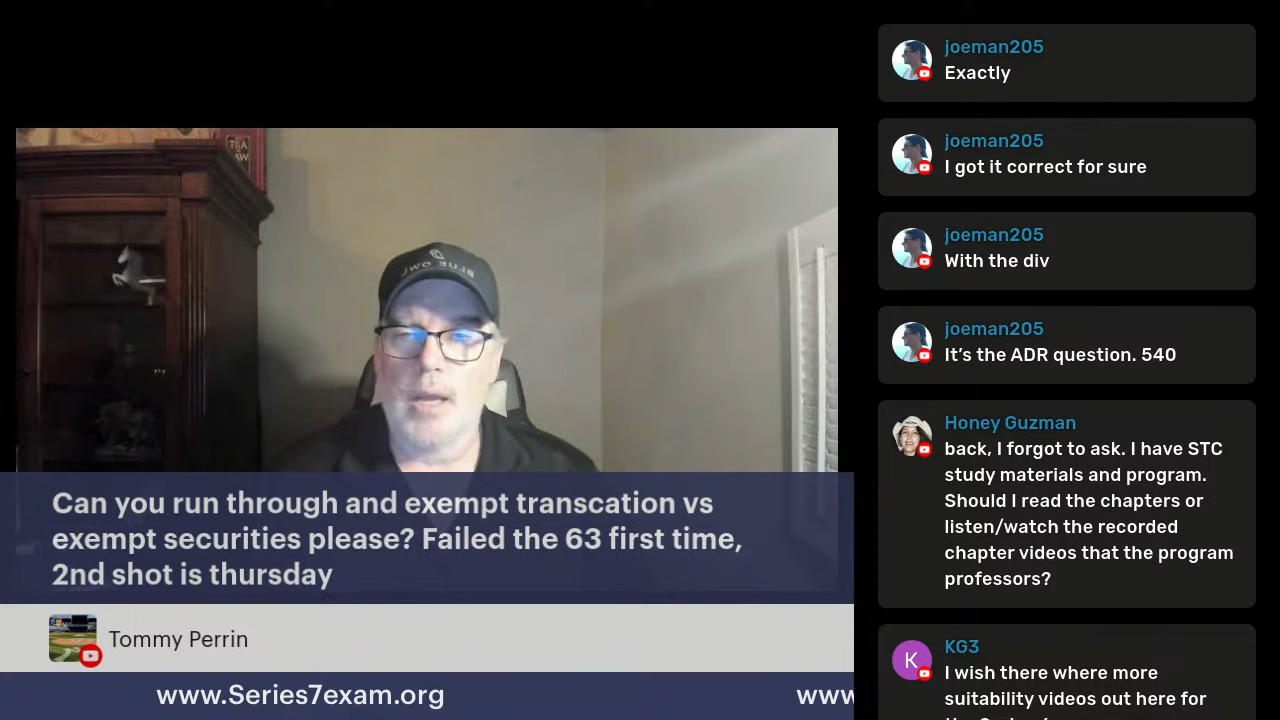 joeman205
Exactly
joeman205
I got it correct for sure
joeman205
With the div
joeman205
It’s the ADR question. 540
Honey Guzman
back, I forgot to ask. I have STC
study materials and program.
Should I read the chapters or
listen/watch the recorded
chapter videos that the program
professors?
KG3
I wish there where more
suitability videos out here for
BLUE OWL
Can you run through and exempt transcation vs
exempt securities please? Failed the 63 first time,
2nd shot is thursday
Tommy Perrin
www.Series7exam.org
www
K